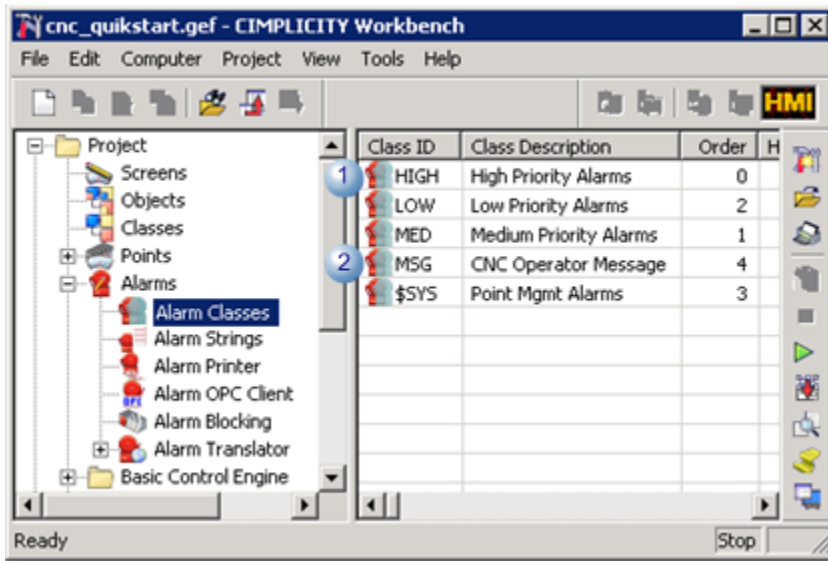 cnc_quikstart.gef - CIMPLICITY Workbench
File Edit Computer Project View Tools Help
HMI
Project
Screens
Objects
Classes
Points
Alarms
Alarm Classes
Alarm Strings
Alarm Printer
OPC Alarm OPC Client
Alarm Blocking
Alarm Translator
Basic Control Engine
Class ID Class Description Order H
1 HIGH High Priority Alarms 0
LOW Low Priority Alarms 2
MED Medium Priority Alarms 1
2 MSG CNC Operator Message 4
$SYS Point Mgmt Alarms 3
Ready Stop